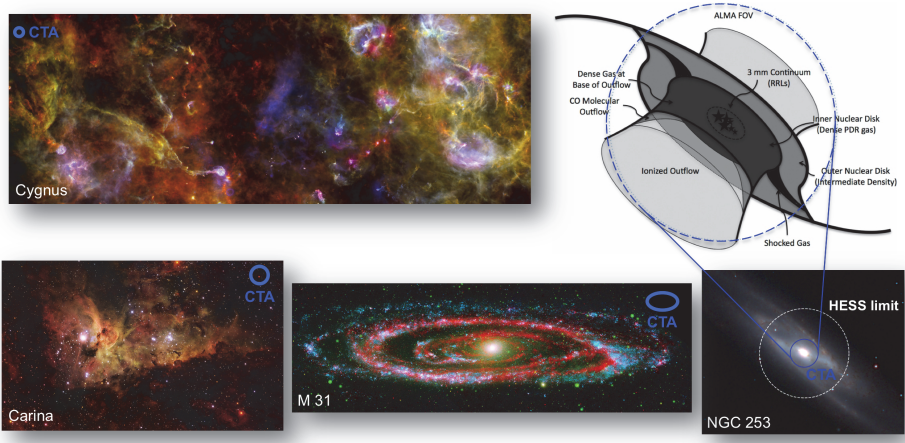 CTA
Cygnus
ALMA FOV
Dense Gas at
Base of Outflow
3 mm Continuum
(RRLs)
CO Molecular
Outflow
Inner Nuclear Disk
(Dense PDR gas)
Ionized Outflow
Outer Nuclear Disk
(Intermediate Density)
Shocked Gas
CTA
Carina
CTA
M 31
HESS limit
CTA
NGC 253